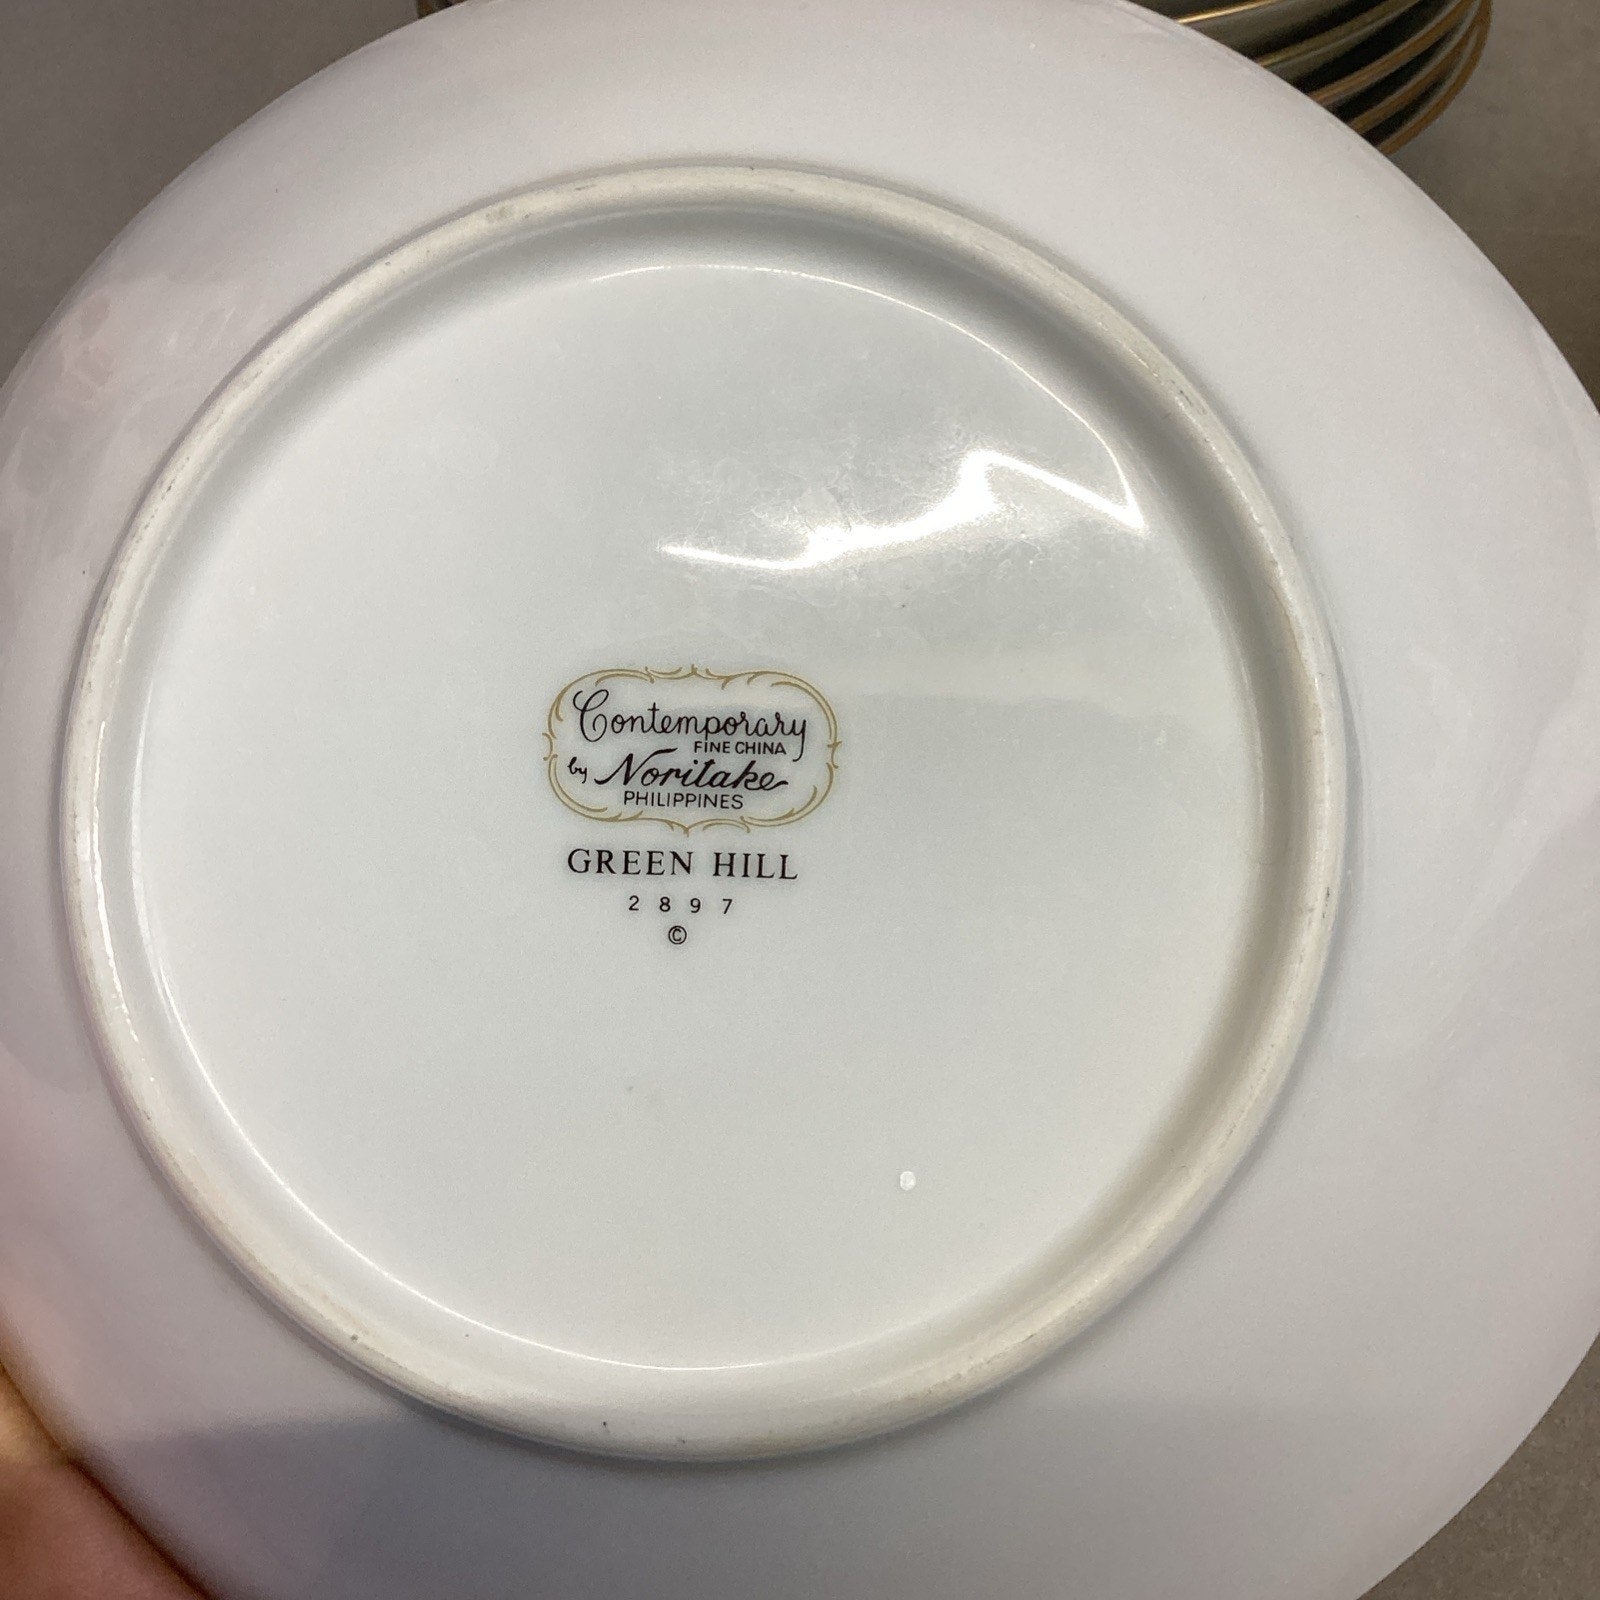 Contemporary
FINE CHINA
by Noritake
PHILIPPINES
GREEN HILL
2897
©